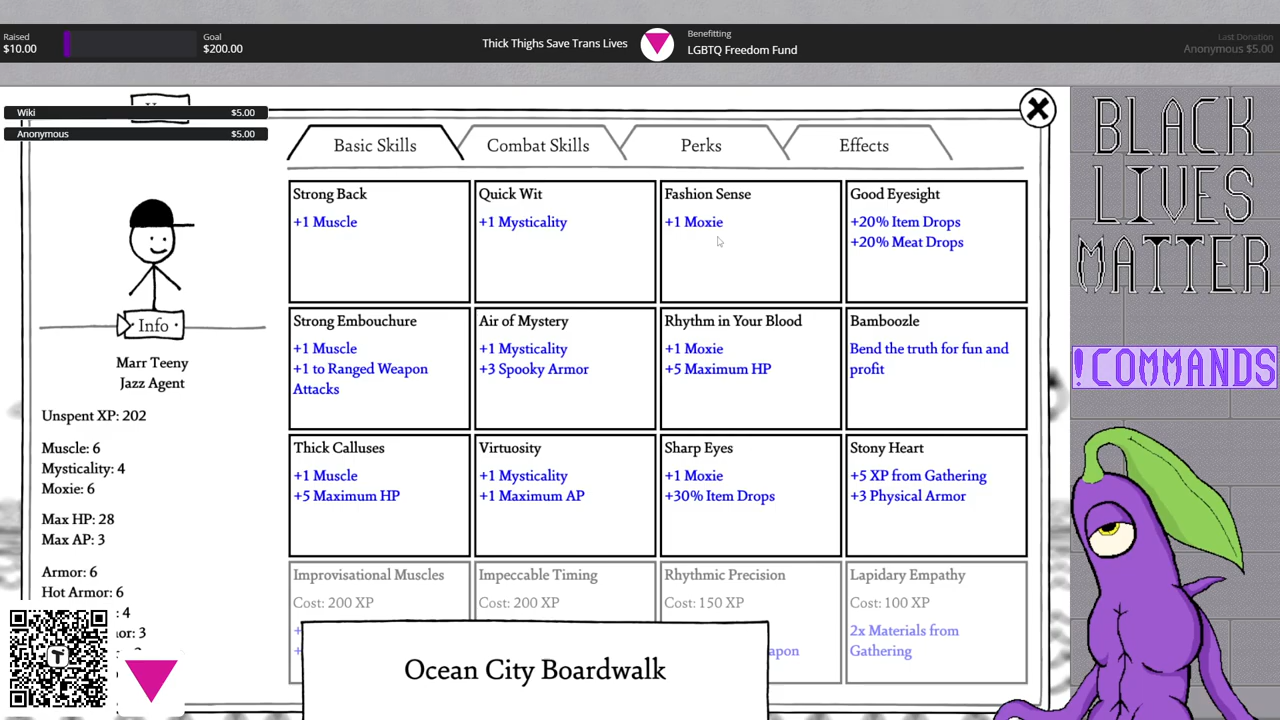 Raised
$10.00
Goal
$200.00
Thick Thighs Save Trans Lives
Benefitting
LGBTQ Freedom Fund
Last Donation
Anonymous $5.00
Wiki $5.00
Anonymous $5.00
Basic Skills
Combat Skills
Perks
Effects
Strong Back
+1 Muscle
Quick Wit
+1 Mysticality
Fashion Sense
+1 Moxie
Good Eyesight
+20% Item Drops
+20% Meat Drops
Strong Embouchure
+1 Muscle
+1 to Ranged Weapon
Attacks
Air of Mystery
+1 Mysticality
+3 Spooky Armor
Rhythm in Your Blood
+1 Moxie
+5 Maximum HP
Bamboozle
Bend the truth for fun and
profit
Thick Calluses
+1 Muscle
+5 Maximum HP
Virtuosity
+1 Mysticality
+1 Maximum AP
Sharp Eyes
+1 Moxie
+30% Item Drops
Stony Heart
+5 XP from Gathering
+3 Physical Armor
Improvisational Muscles
Cost: 200 XP
Impeccable Timing
Cost: 200 XP
Rhythmic Precision
Cost: 150 XP
Lapidary Empathy
Cost: 100 XP
2x Materials from
Gathering
Info
Marr Teeny
Jazz Agent
Unspent XP: 202
Muscle: 6
Mysticality: 4
Moxie: 6
Max HP: 28
Max AP: 3
Armor: 6
Hot Armor: 6
: 4
: 3
Ocean City Boardwalk
BLACK
LIVES
MATTER
!COMMANDS